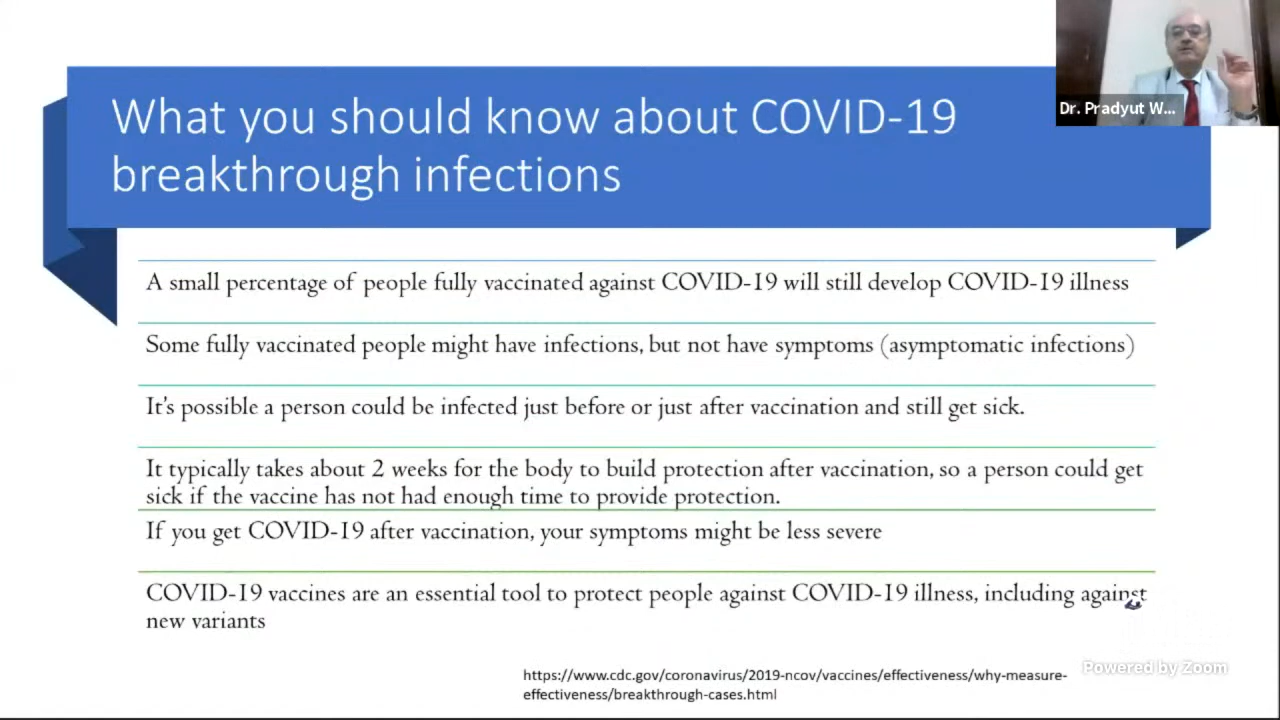 What you should know about COVID-19
breakthrough infections
Dr. Pradyut W...
A small percentage of people fully vaccinated against COVID-19 will still develop COVID-19 illness
Some fully vaccinated people might have infections, but not have symptoms (asymptomatic infections)
It's possible a person could be infected just before or just after vaccination and still get sick.
It typically takes about 2 weeks for the body to build protection after vaccination, so a person could get
sick if the vaccine has not had enough time to provide protection.
If you get COVID-19 after vaccination, your symptoms might be less severe
COVID-19 vaccines are an essential tool to protect people against COVID-19 illness, including against
new variants
Powered by Zoom
https://www.cdc.gov/coronavirus/2019-ncov/vaccines/effectiveness/why-measure-
effectiveness/breakthrough-cases.html